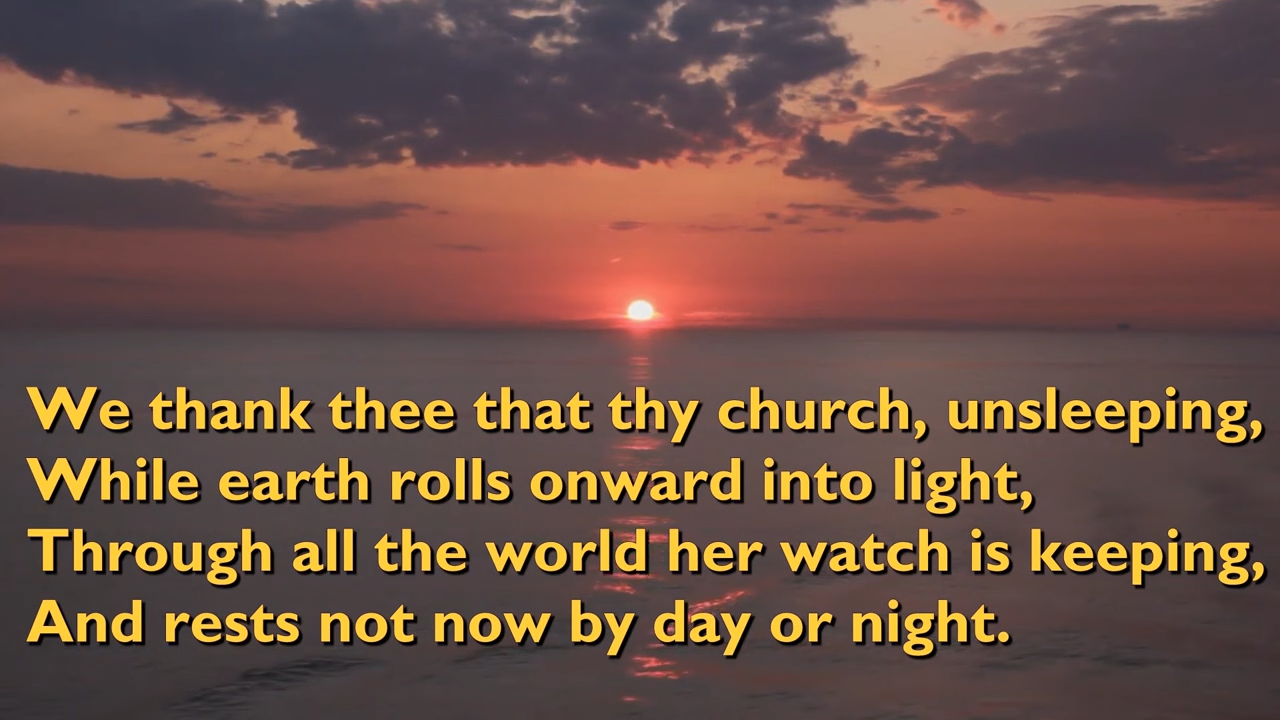 We thank thee that thy church, unsleeping,
While earth rolls onward into light,
Through all the world her watch is keeping,
And rests not now by day or night.